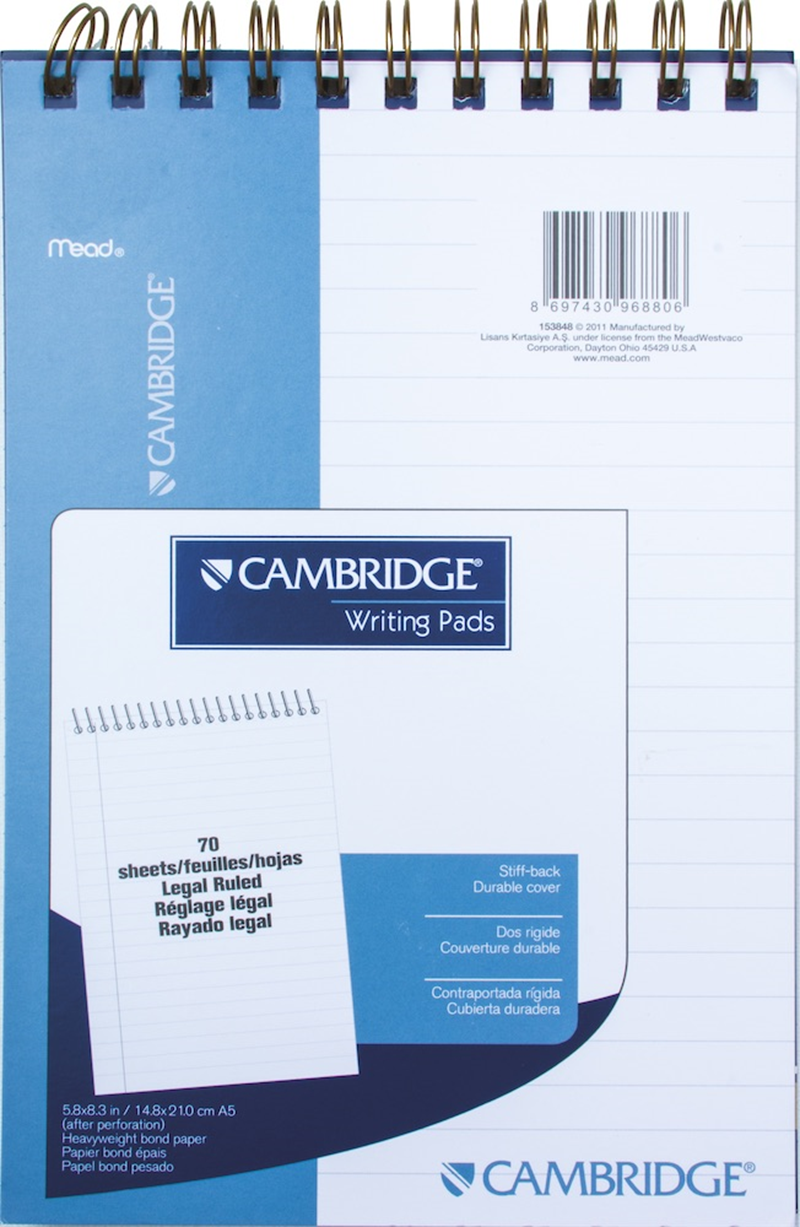 Mead®
CAMBRIDGE®
8 697430 968806
153848 © 2011 Manufactured by
Lisans Kırtasiye A.Ş. under license from the MeadWestvaco
Corporation, Dayton Ohio 45429 U.S.A
www.mead.com
CAMBRIDGE®
Writing Pads
70
sheets/feuilles/hojas
Legal Ruled
Réglage légal
Rayado legal
Stiff-back
Durable cover
Dos rigide
Couverture durable
Contraportada rígida
Cubierta duradera
5.8x8.3 in / 14.8x21.0 cm A5
(after perforation)
Heavyweight bond paper
Papier bond épais
Papel bond pesado
CAMBRIDGE®